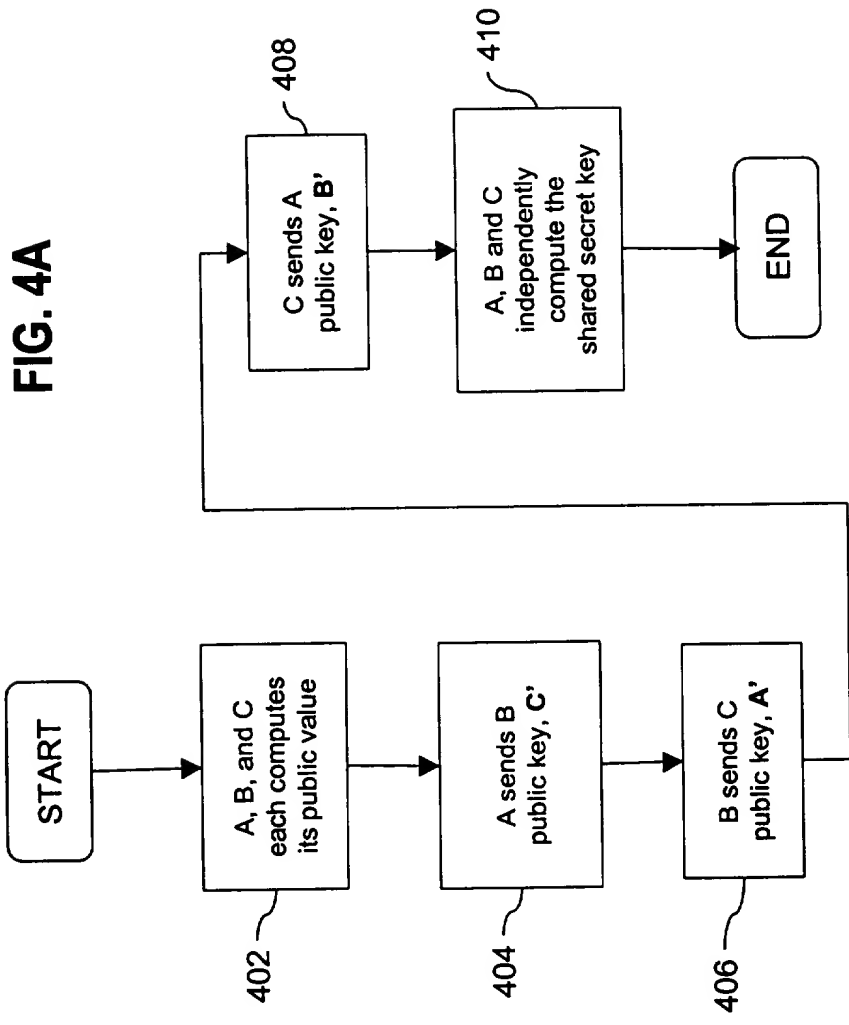 FIG. 4A
START
A, B, and C
each computes
its public value
402
A sends B
public key, C'
404
B sends C
public key, A'
406
C sends A
public key, B'
408
A, B and C
independently
compute the
shared secret key
410
END